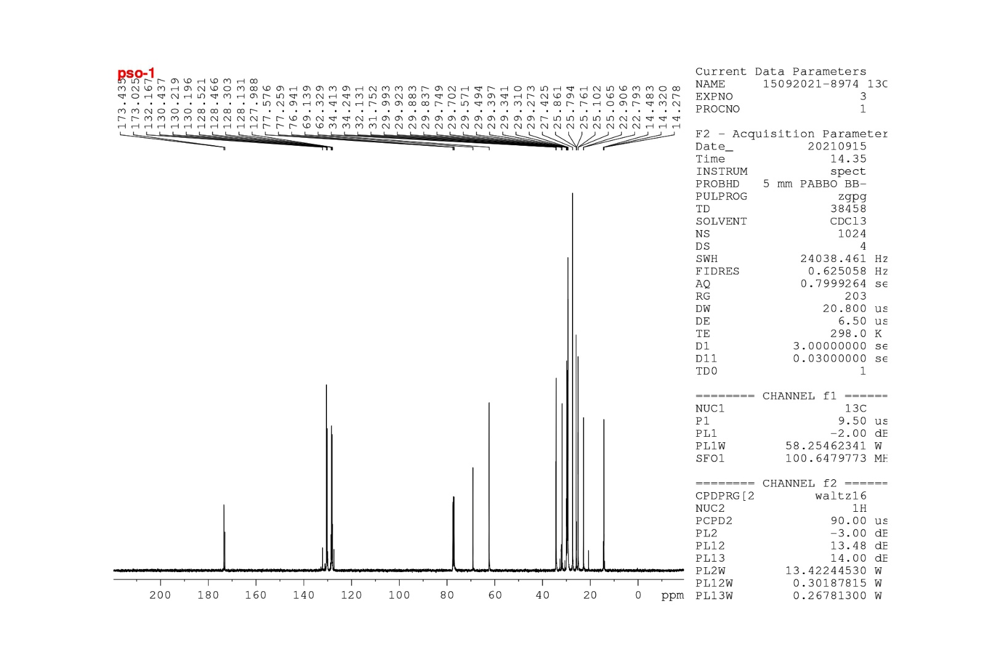 pso-1
173.435
173.025
132.167
130.437
130.219
130.196
128.521
128.466
128.303
128.131
127.988
77.576
77.259
76.941
69.139
62.329
34.413
34.249
32.131
31.752
29.993
29.923
29.883
29.837
29.749
29.702
29.571
29.494
29.397
29.341
29.310
29.273
27.425
25.861
25.794
25.761
25.102
25.065
22.906
22.793
14.483
14.320
14.278
200 180 160 140 120 100 80 60 40 20 0 ppm
Current Data Parameters
NAME 15092021-8974 13C
EXPNO 3
PROCNO 1
F2 - Acquisition Parameter
Date_ 20210915
Time 14.35
INSTRUM spect
PROBHD 5 mm PABBO BB-
PULPROG zgpg
TD 38458
SOLVENT CDCl3
NS 1024
DS 4
SWH 24038.461 Hz
FIDRES 0.625058 Hz
AQ 0.7999264 se
RG 203
DW 20.800 us
DE 6.50 us
TE 298.0 K
D1 3.00000000 se
D11 0.03000000 se
TD0 1
======== CHANNEL f1 ======
NUC1 13C
P1 9.50 us
PL1 -2.00 dB
PL1W 58.25462341 W
SFO1 100.6479773 MH
======== CHANNEL f2 ======
CPDPRG[2 waltz16
NUC2 1H
PCPD2 90.00 us
PL2 -3.00 dB
PL12 13.48 dB
PL13 14.00 dB
PL2W 13.42244530 W
PL12W 0.30187815 W
PL13W 0.26781300 W